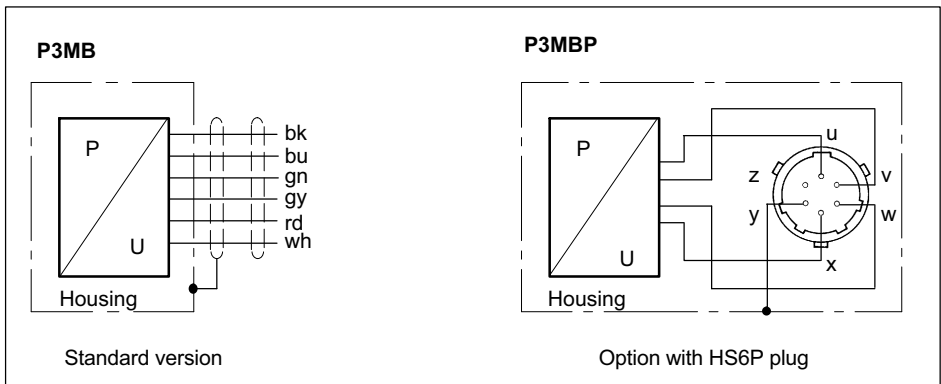 P3MB
P
U
bk
bu
gn
gy
rd
wh
Housing
Standard version
P3MBP
P
U
u
z
v
y
w
x
Housing
Option with HS6P plug